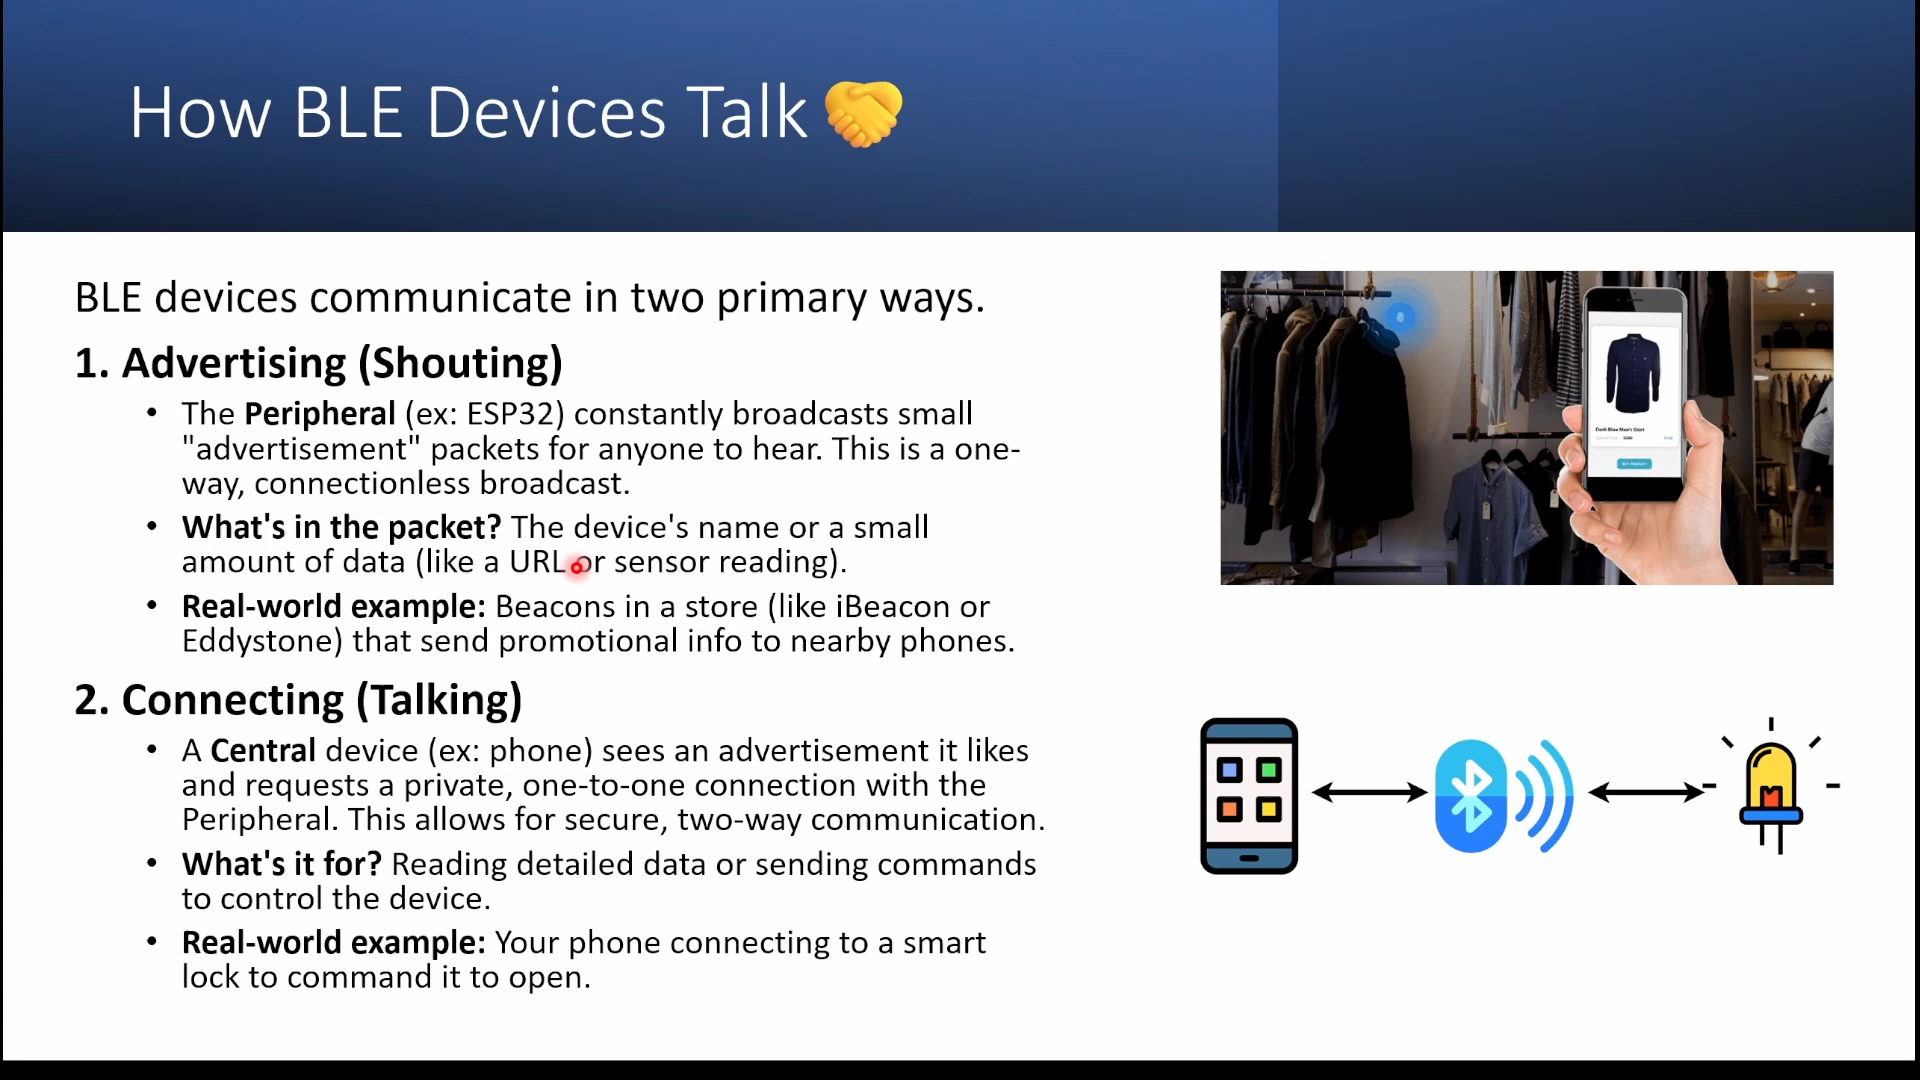 How BLE Devices Talk
BLE devices communicate in two primary ways.
1. Advertising (Shouting)
• The Peripheral (ex: ESP32) constantly broadcasts small
"advertisement" packets for anyone to hear. This is a one-
way, connectionless broadcast.
• What's in the packet? The device's name or a small
amount of data (like a URL or sensor reading).
• Real-world example: Beacons in a store (like iBeacon or
Eddystone) that send promotional info to nearby phones.
2. Connecting (Talking)
• A Central device (ex: phone) sees an advertisement it likes
and requests a private, one-to-one connection with the
Peripheral. This allows for secure, two-way communication.
• What's it for? Reading detailed data or sending commands
to control the device.
• Real-world example: Your phone connecting to a smart
lock to command it to open.
Dark Blue Men's Shirt